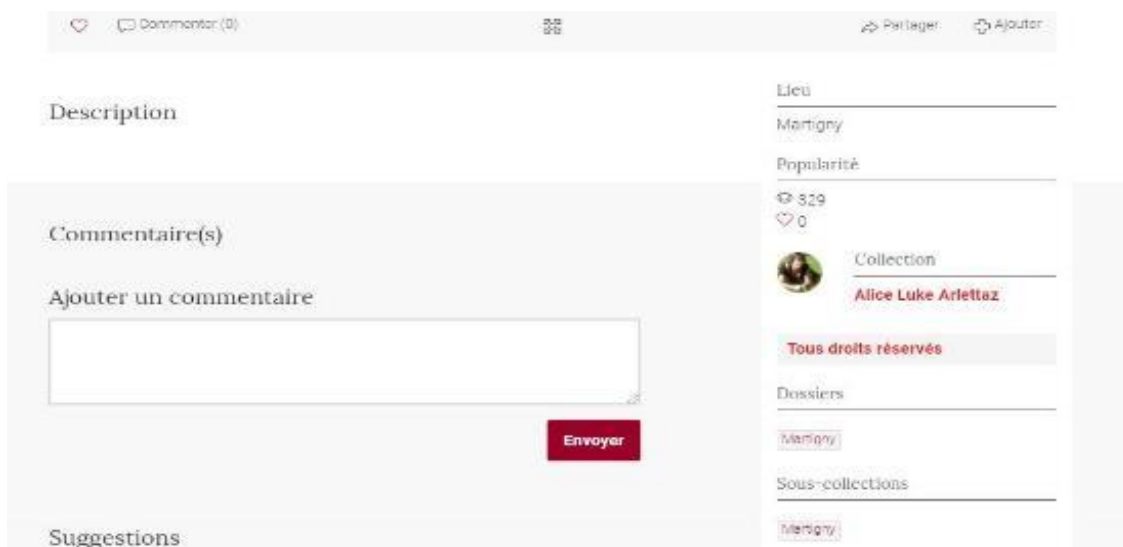 Commenter (0)
Partager
Ajouter
Description
Commentaire(s)
Ajouter un commentaire
Envoyer
Suggestions
Lieu
Martigny
Popularité
329
0
Collection
Alice Luke Arlettaz
Tous droits réservés
Dossiers
Martigny
Sous-collections
Martigny